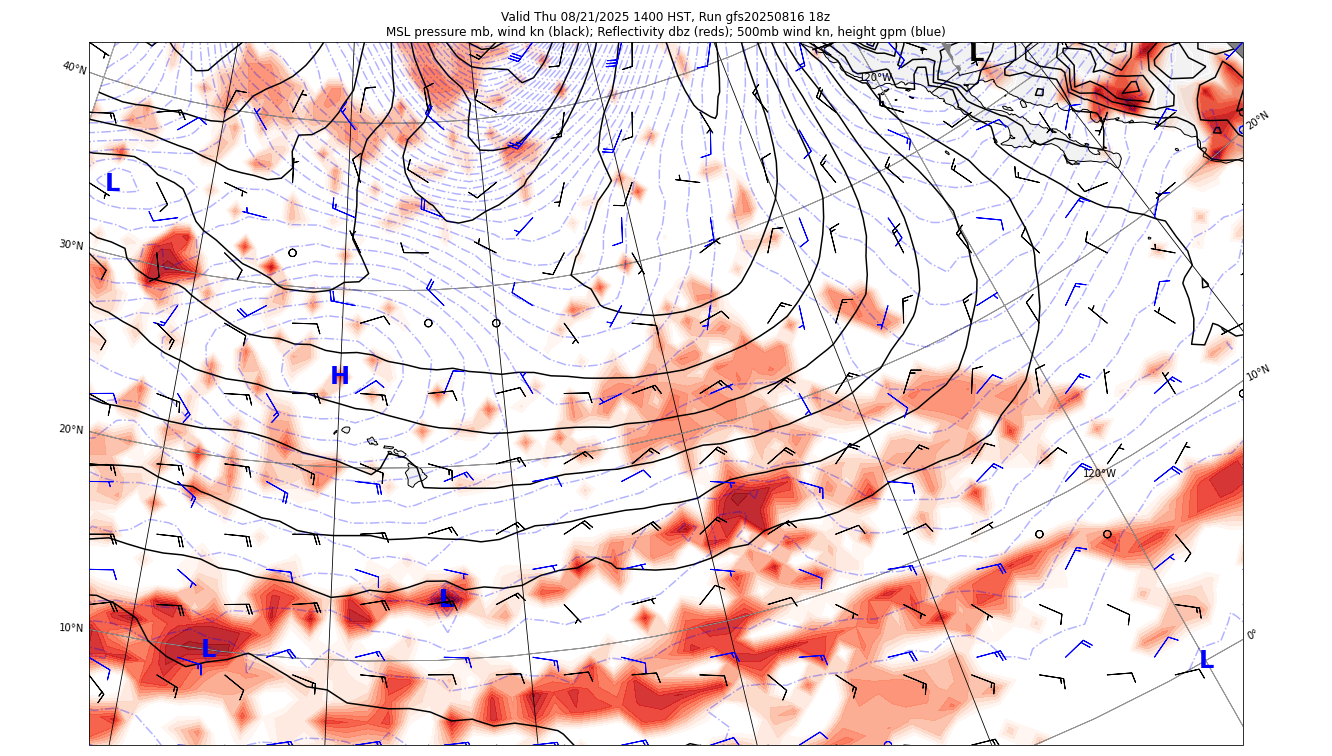 Valid Thu 08/21/2025 1400 HST, Run gfs20250816 18z
MSL pressure mb, wind kn (black); Reflectivity dbz (reds); 500mb wind kn, height gpm (blue)
L
40°N
120°W
20°N
L
30°N
10°N
H
20°N
120°W
L
10°N
0°
L
L